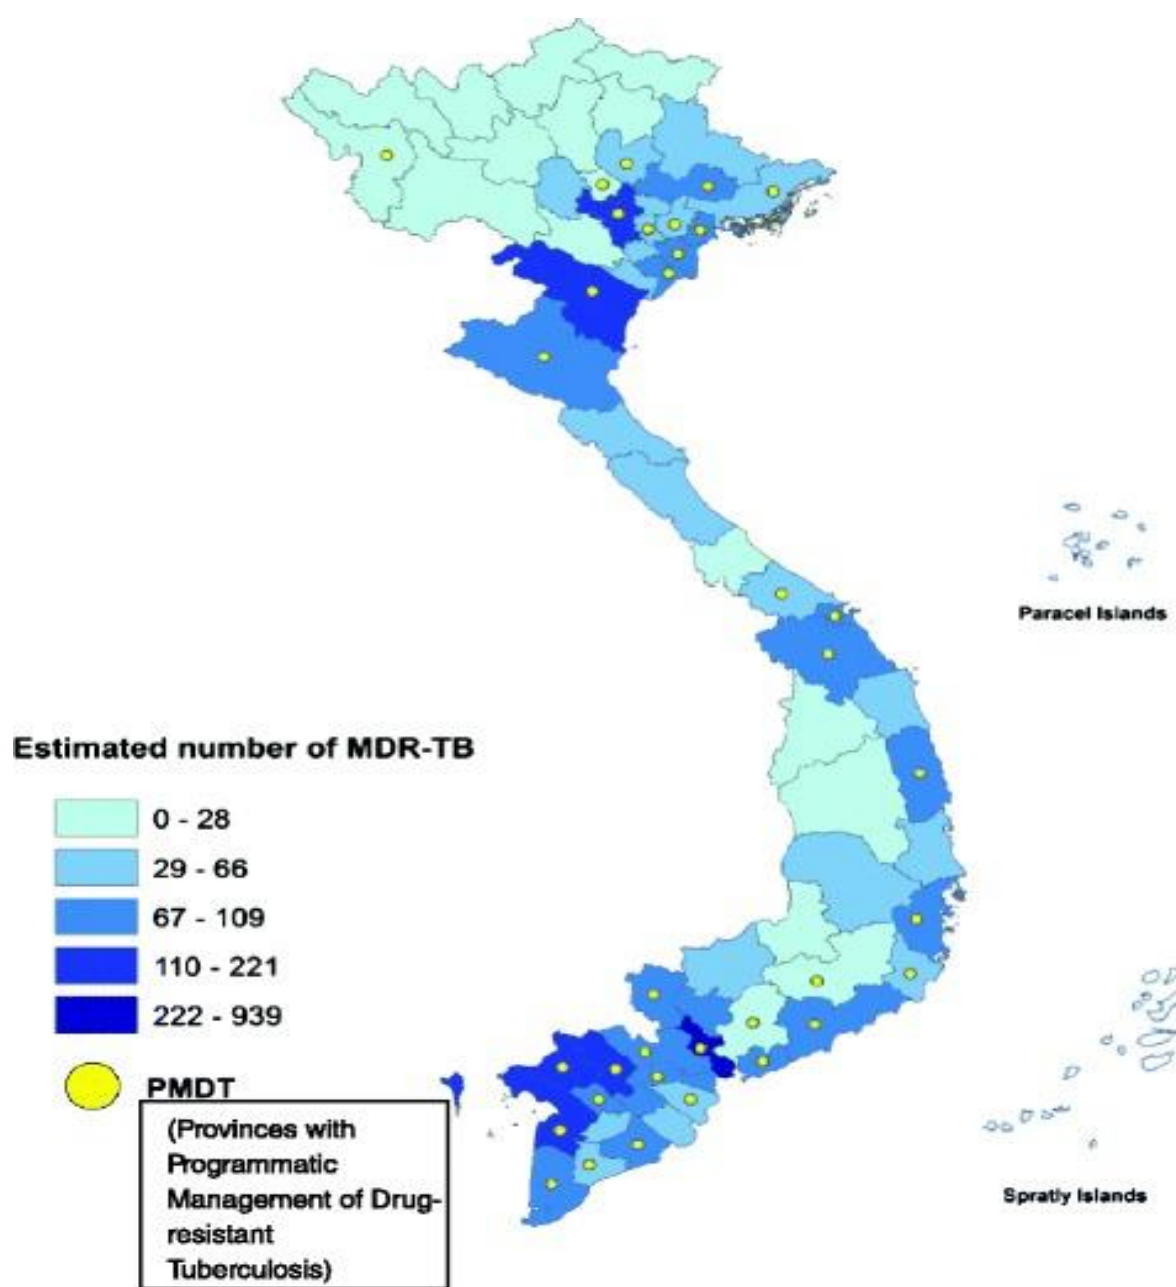 Paracel Islands
Estimated number of MDR-TB
0 - 28
29 - 66
67 - 109
110 - 221
222 - 939
PMDT
(Provinces with
Programmatic
Management of Drug-
resistant
Tuberculosis)
Spratly Islands